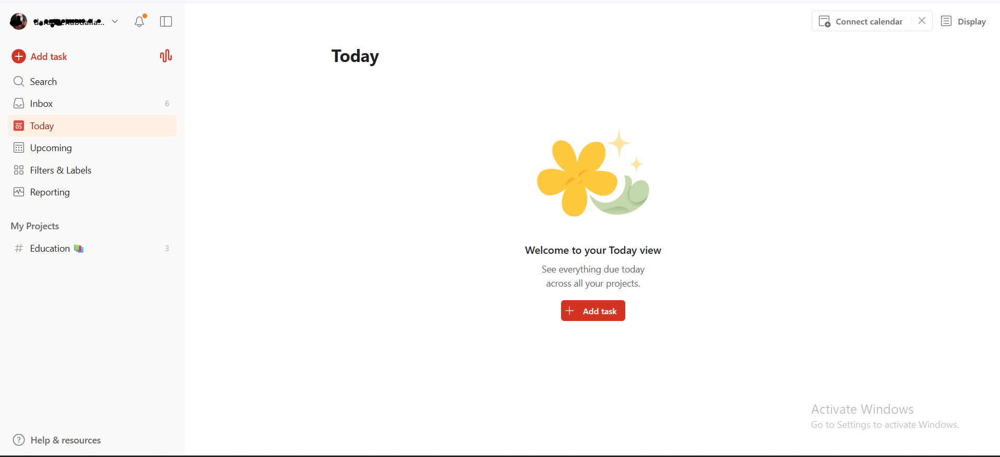 Connect calendar
Display
Add task
Today
Search
Inbox 6
05 Today
Upcoming
Filters & Labels
Reporting
My Projects
# Education 3
Welcome to your Today view
See everything due today
across all your projects.
+ Add task
Activate Windows
Go to Settings to activate Windows.
? Help & resources